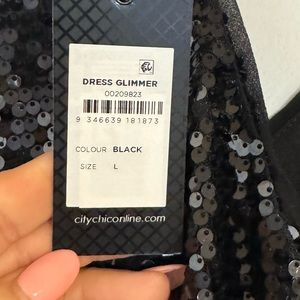 DRESS GLIMMER
00209823
9 346639 181873
COLOUR BLACK
SIZE L
citychiconline.com